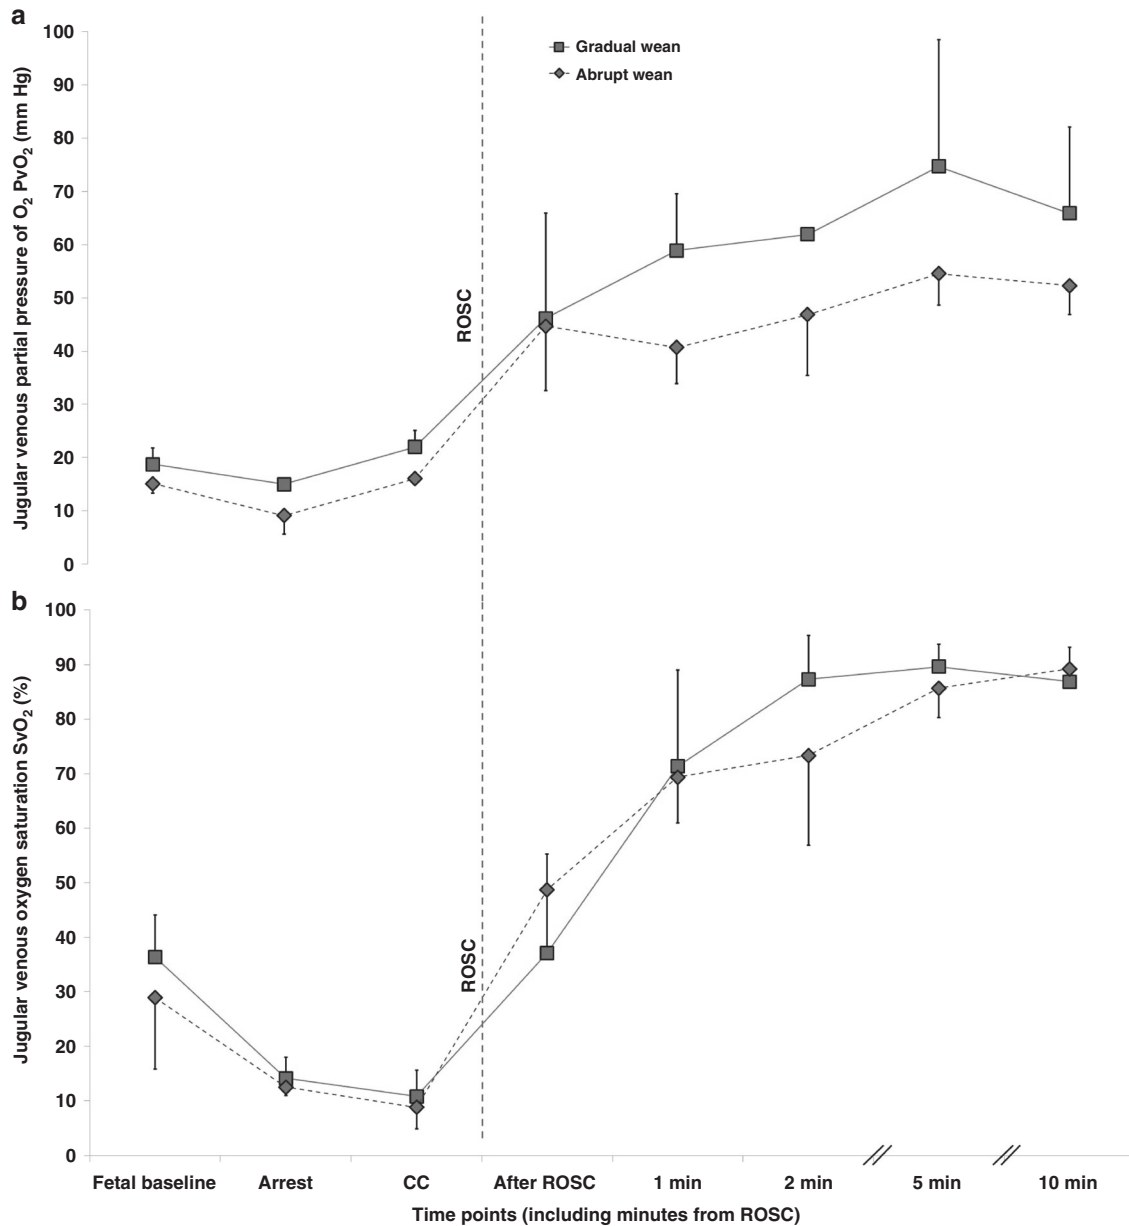 a
Jugular venous partial pressure of O2 PvO2 (mm Hg)
100
90
80
70
60
50
40
30
20
10
0
Gradual wean
Abrupt wean
ROSC
b
Jugular venous oxygen saturation SvO2 (%)
100
90
80
70
60
50
40
30
20
10
0
ROSC
Fetal baseline Arrest CC After ROSC 1 min 2 min 5 min 10 min
Time points (including minutes from ROSC)